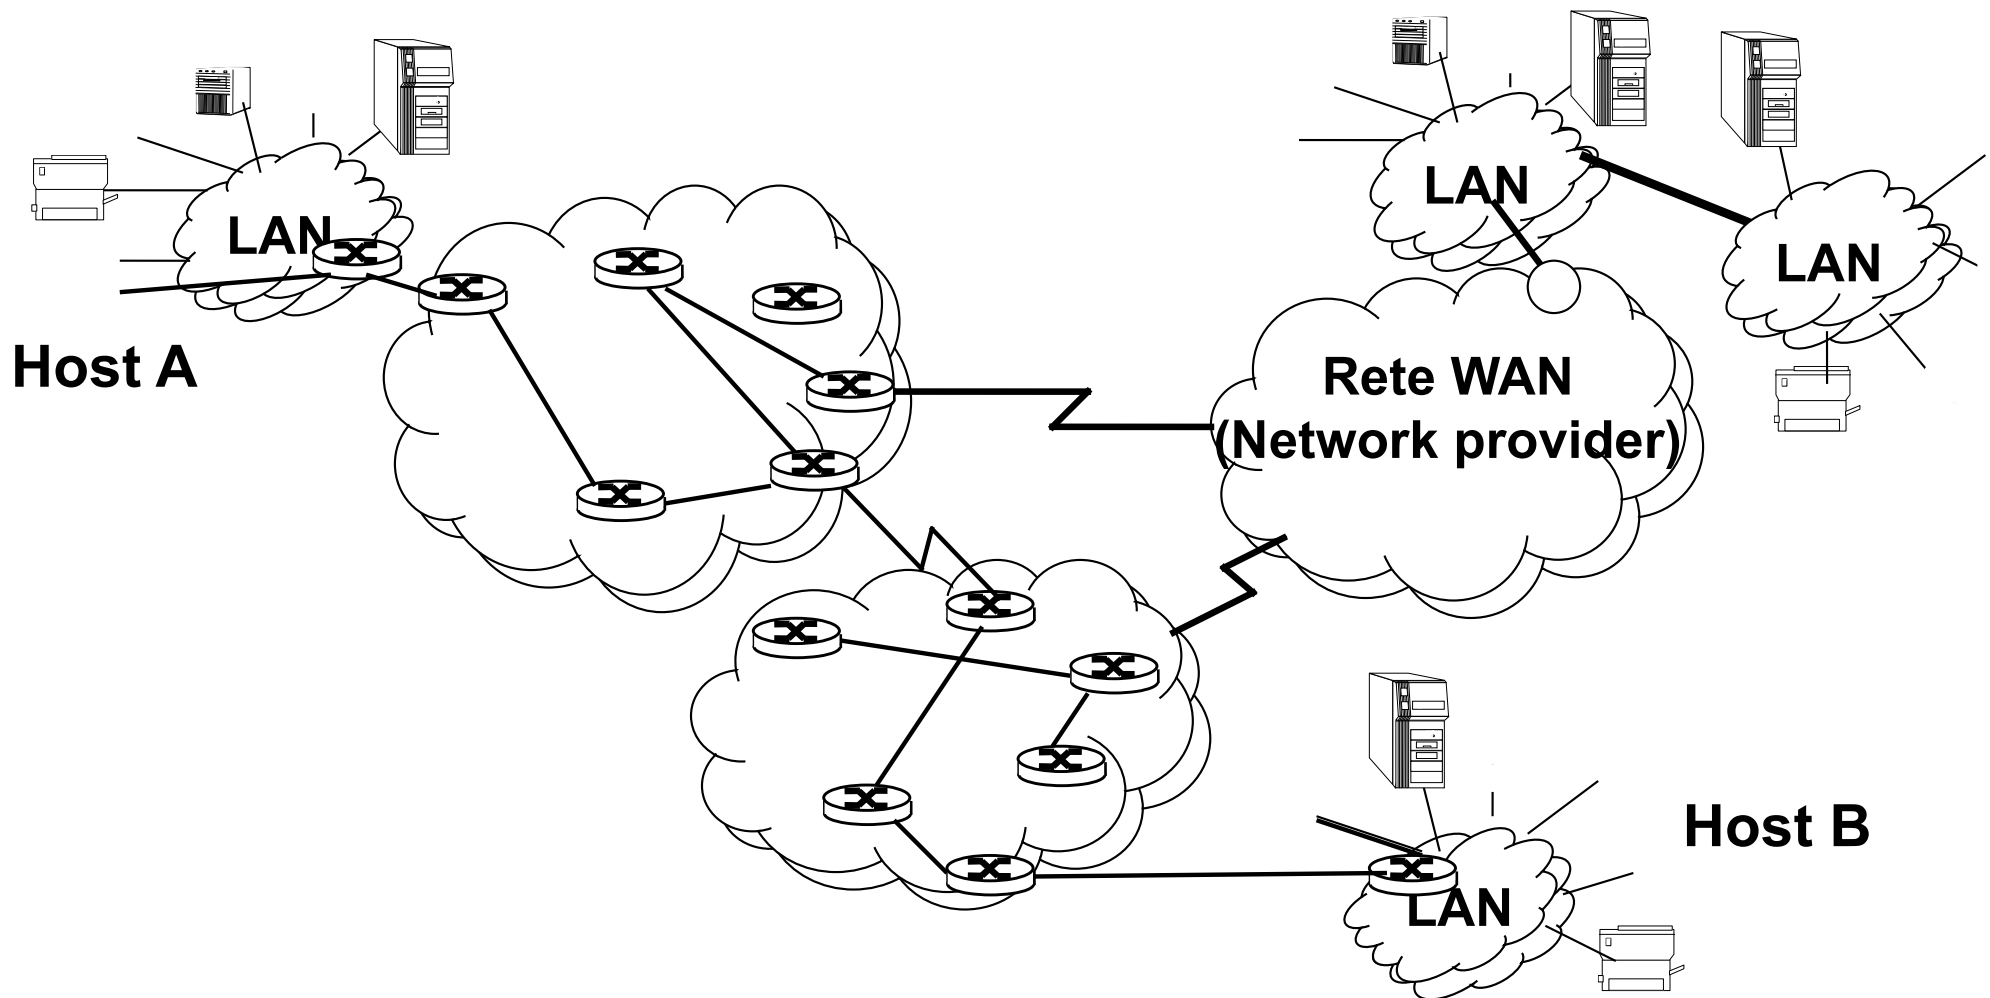 LAN
LAN
LAN
Host A
Rete WAN
(Network provider)
Host B
LAN